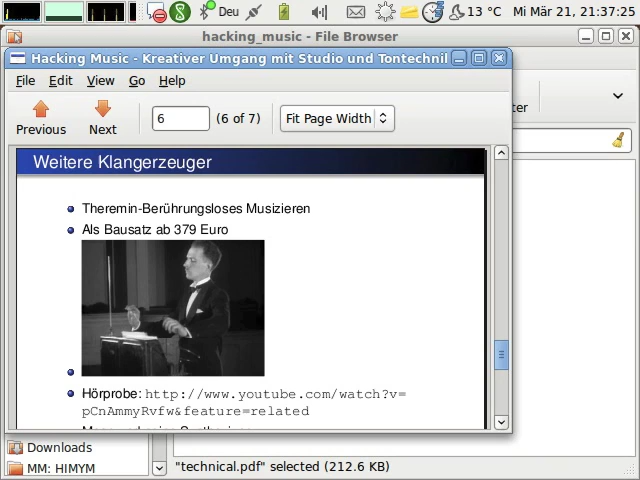 Deu
13 °C
Mi Mär 21, 21:37:25
hacking_music - File Browser
Hacking Music - Kreativer Umgang mit Studio und Tontechnil
File Edit View Go Help
Previous
Next
6
(6 of 7)
Fit Page Width
ter
Weitere Klangerzeuger
Theremin-Berührungsloses Musizieren
Als Bausatz ab 379 Euro
Hörprobe: http://www.youtube.com/watch?v=
pCnAmmyRvfw&feature=related
Downloads
MM: HIMYM
"technical.pdf" selected (212.6 KB)